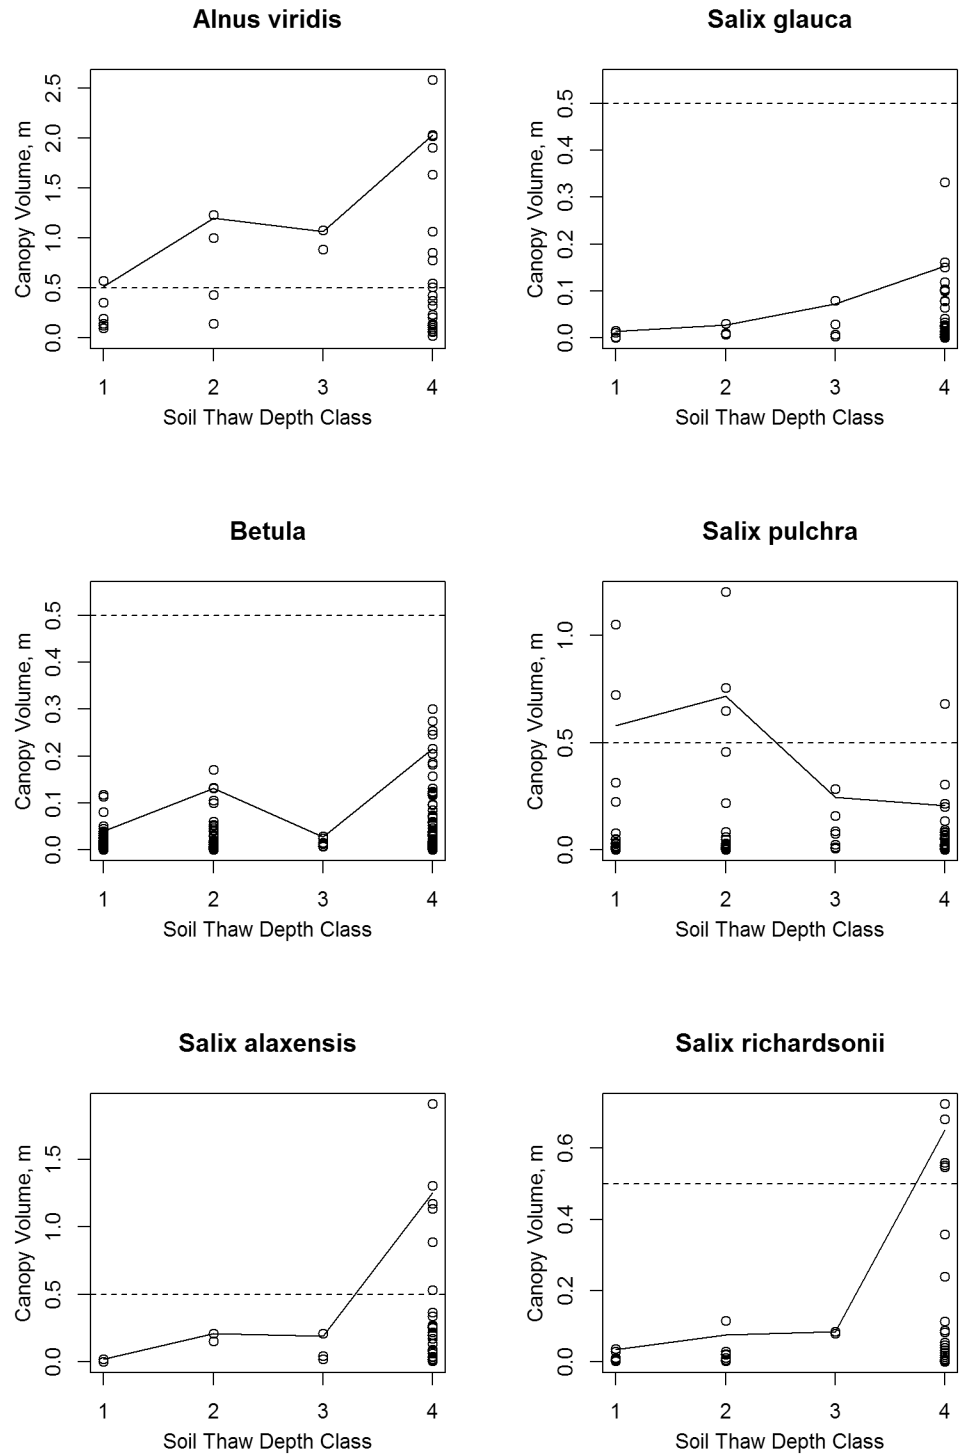 Alnus viridis
Canopy Volume, m
0.0 0.5 1.0 1.5 2.0 2.5
1 2 3 4
Soil Thaw Depth Class
Salix glauca
Canopy Volume, m
0.0 0.1 0.2 0.3 0.4 0.5
1 2 3 4
Soil Thaw Depth Class
Betula
Canopy Volume, m
0.0 0.1 0.2 0.3 0.4 0.5
1 2 3 4
Soil Thaw Depth Class
Salix pulchra
Canopy Volume, m
0.0 0.5 1.0
1 2 3 4
Soil Thaw Depth Class
Salix alaxensis
Canopy Volume, m
0.0 0.5 1.0 1.5
1 2 3 4
Soil Thaw Depth Class
Salix richardsonii
Canopy Volume, m
0.0 0.2 0.4 0.6
1 2 3 4
Soil Thaw Depth Class